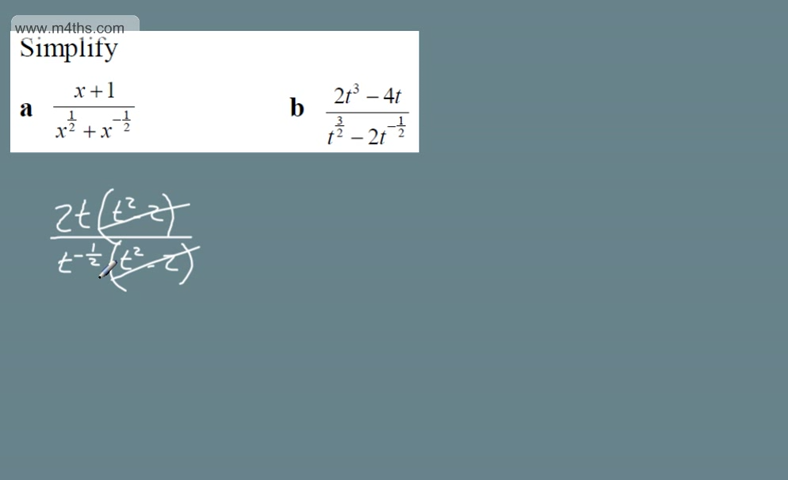 www.m4ths.com
Simplify
a (x + 1)/(x^(1/2) + x^(-1/2))
b (2t³ − 4t)/(t^(3/2) − 2t^(-1/2))
2t(t² - 2)
t^(-1/2)(t² - 2)